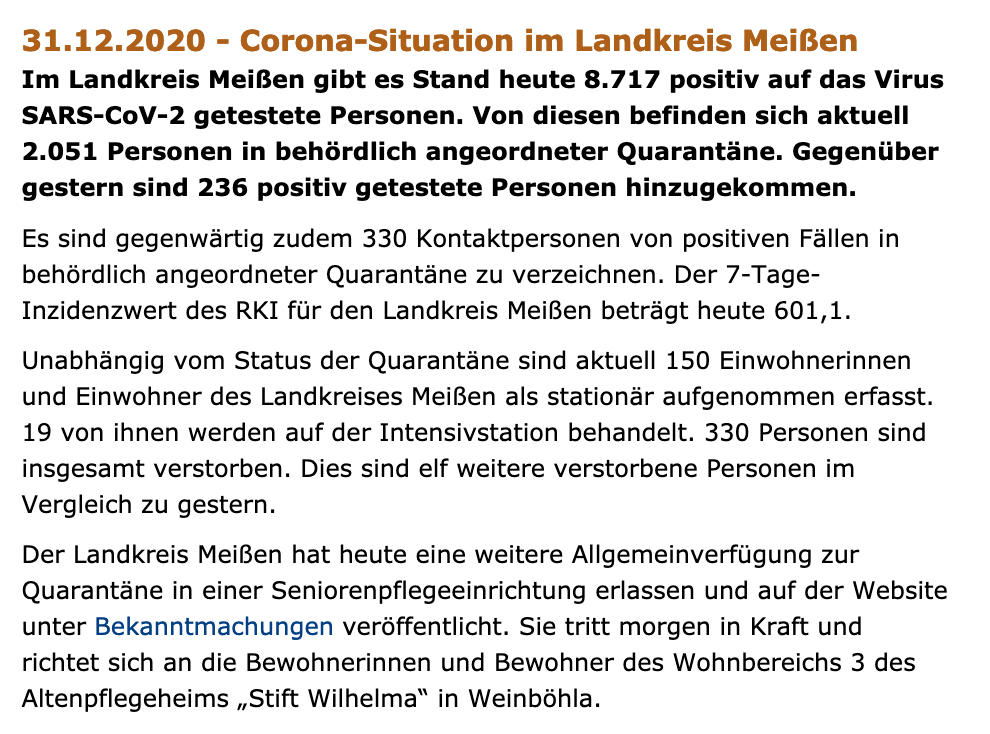 31.12.2020 - Corona-Situation im Landkreis Meißen
Im Landkreis Meißen gibt es Stand heute 8.717 positiv auf das Virus
SARS-CoV-2 getestete Personen. Von diesen befinden sich aktuell
2.051 Personen in behördlich angeordneter Quarantäne. Gegenüber
gestern sind 236 positiv getestete Personen hinzugekommen.
Es sind gegenwärtig zudem 330 Kontaktpersonen von positiven Fällen in
behördlich angeordneter Quarantäne zu verzeichnen. Der 7-Tage-
Inzidenzwert des RKI für den Landkreis Meißen beträgt heute 601,1.
Unabhängig vom Status der Quarantäne sind aktuell 150 Einwohnerinnen
und Einwohner des Landkreises Meißen als stationär aufgenommen erfasst.
19 von ihnen werden auf der Intensivstation behandelt. 330 Personen sind
insgesamt verstorben. Dies sind elf weitere verstorbene Personen im
Vergleich zu gestern.
Der Landkreis Meißen hat heute eine weitere Allgemeinverfügung zur
Quarantäne in einer Seniorenpflegeeinrichtung erlassen und auf der Website
unter Bekanntmachungen veröffentlicht. Sie tritt morgen in Kraft und
richtet sich an die Bewohnerinnen und Bewohner des Wohnbereichs 3 des
Altenpflegeheims „Stift Wilhelma“ in Weinböhla.